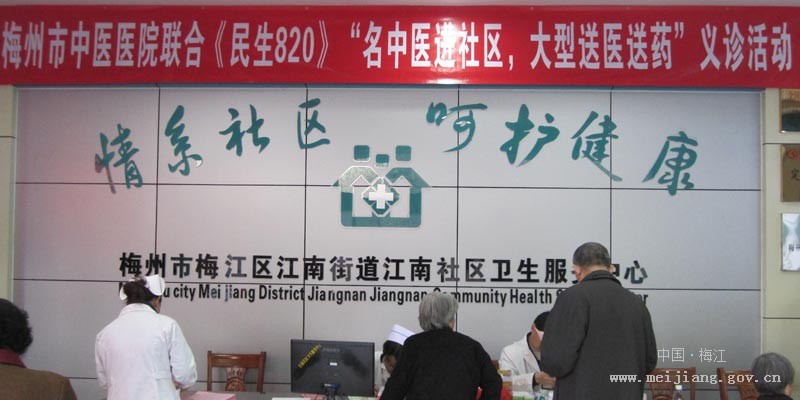 梅州市中医医院联合《民生820》“名中医进社区，大型送医送药”义诊活动
情系社区 呵护健康
梅州市梅江区江南街道江南社区卫生服务中心
city Mei jiang District Jiangnan Jiangnan Community Health
中国·梅江
www.meijiang.gov.cn